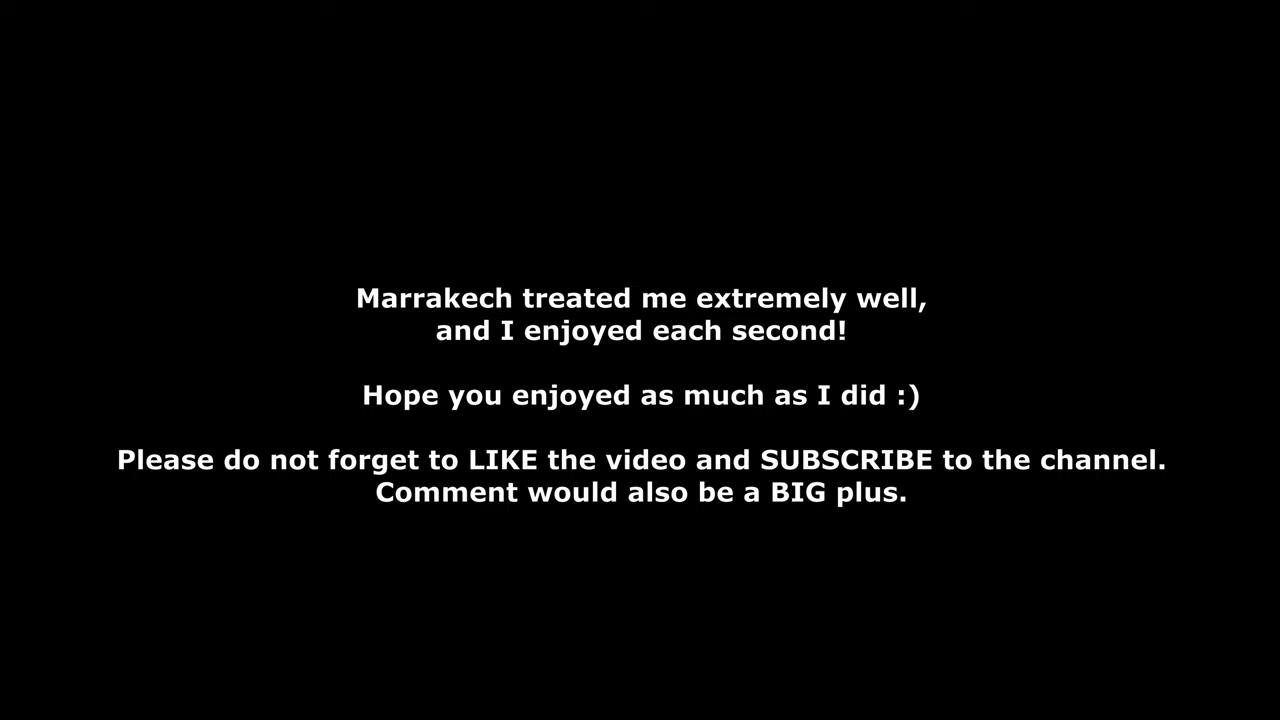 Marrakech treated me extremely well,
and I enjoyed each second!
Hope you enjoyed as much as I did :)
Please do not forget to LIKE the video and SUBSCRIBE to the channel.
Comment would also be a BIG plus.